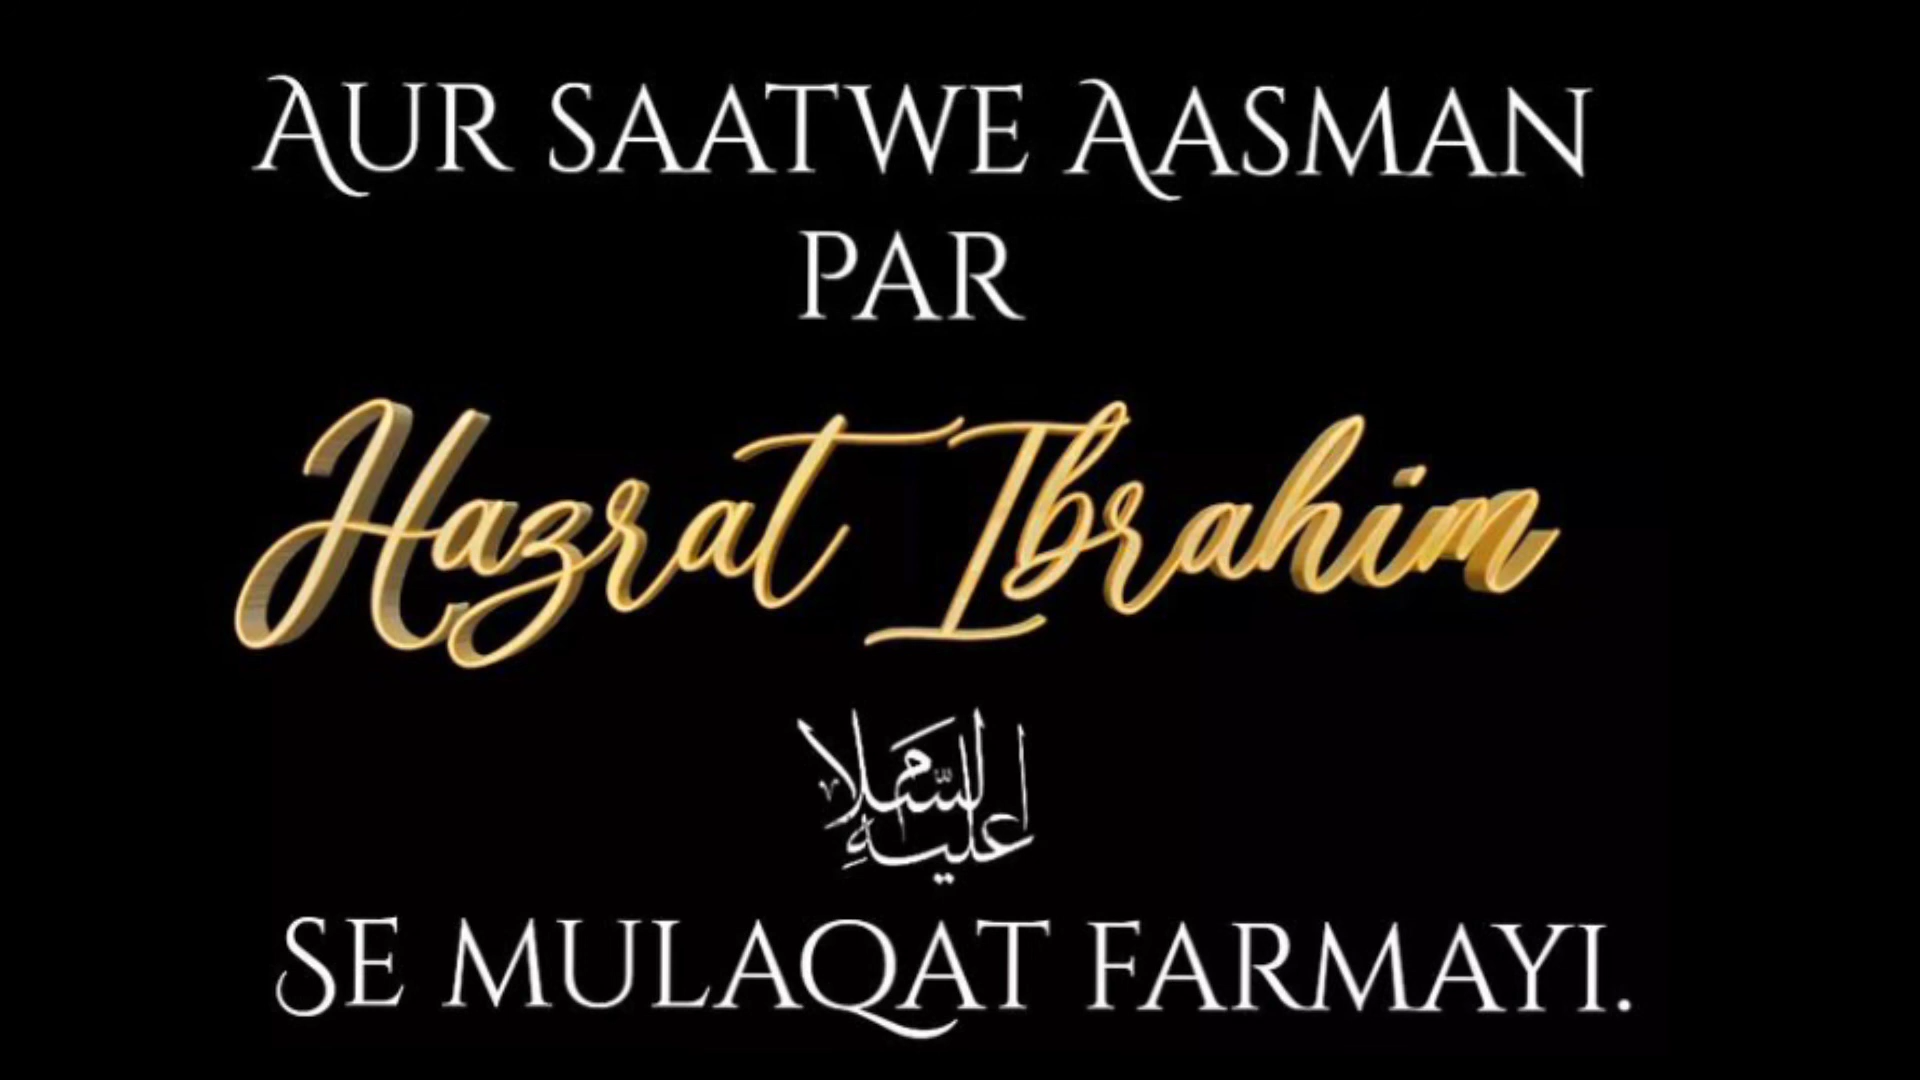 Aur saatwe Aasman
par
Hazrat Ibrahim
عليه السلام
Se mulaqat farmayi.